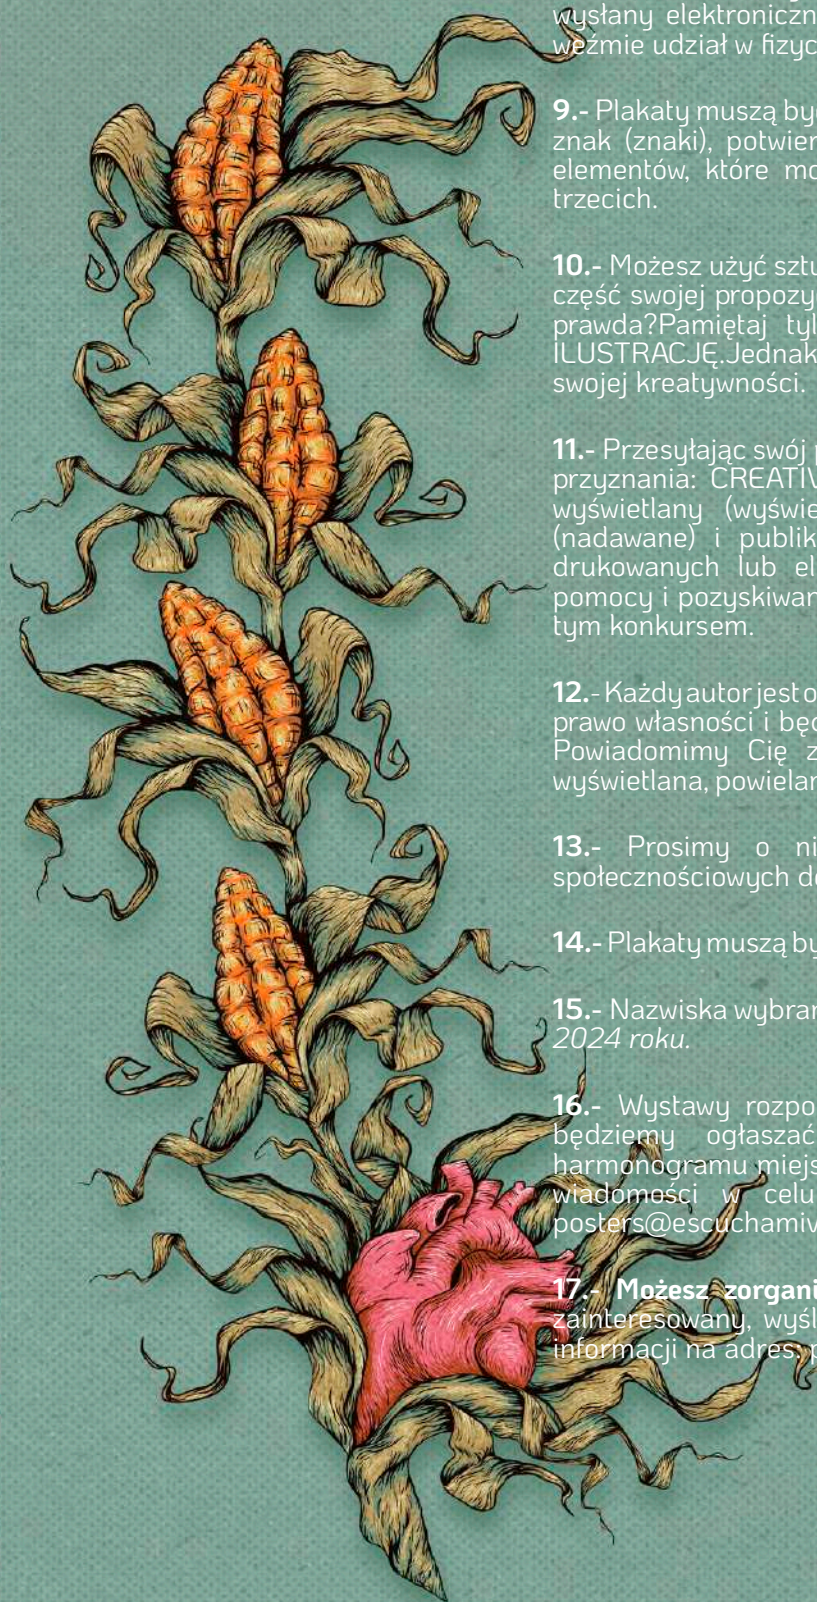 wysłany elektroniczn
weźmie udział w fizyc
9.- Plakaty muszą by
znak (znaki), potwier
elementów, które mo
trzecich.
10.- Możesz użyć sztu
część swojej propozy
prawda?Pamiętaj tyl
ILUSTRACJĘ.Jednak
swojej kreatywności.
11.- Przesyłając swój p
przyznania: CREATIV
wyświetlany (wyświe
(nadawane) i publik
drukowanych lub el
pomocy i pozyskiwan
tym konkursem.
12.- Każdy autor jest o
prawo własności i bę
Powiadomimy Cię z
wyświetlana, powielan
13.- Prosimy o ni
społecznościowych do
14.- Plakaty muszą by
15.- Nazwiska wybran
2024 roku.
16.- Wystawy rozpo
będziemy ogłaszać
harmonogramu miejs
wiadomości w celu
posters@escuchamiv
17.- Możesz zorgani
zainteresowany, wyśl
informacji na adres: p